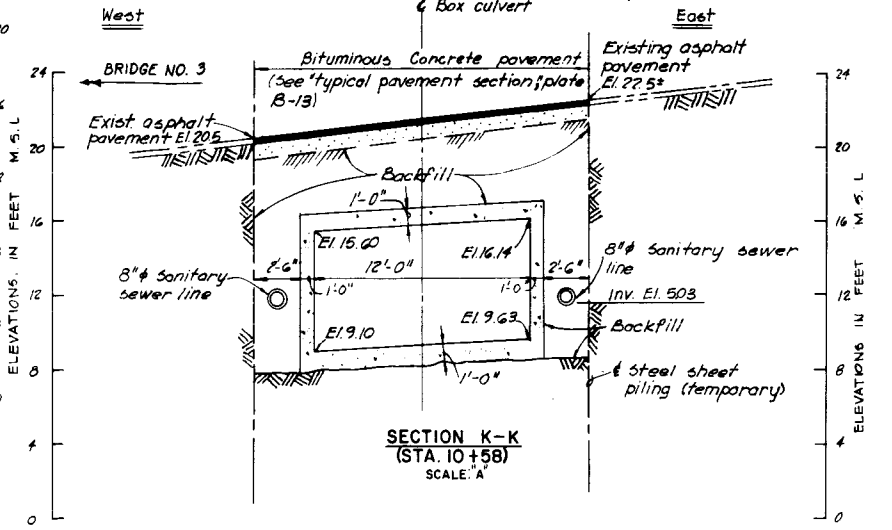 West
℄ Box culvert
East
24
BRIDGE NO. 3
Bituminous Concrete pavement
(See "typical pavement section," plate
B-13)
Existing asphalt
pavement
El. 22.5±
24
Exist asphalt
pavement El. 20.5
20
20
Backfill
1'-0"
16
16
El. 15.60
El. 16.14
8"φ Sanitary
sewer line
2'-6"
12'-0"
2'-6"
1'-0"
1'-0"
8"φ Sanitary sewer
line
12
12
Inv. El. 5.03
El. 9.10
El. 9.63
Backfill
8
8
1'-0"
℄ Steel sheet
piling (temporary)
SECTION K-K
(STA. 10+58)
SCALE: "A"
4
4
0
0
ELEVATIONS IN FEET M.S.L
ELEVATIONS IN FEET M.S.L